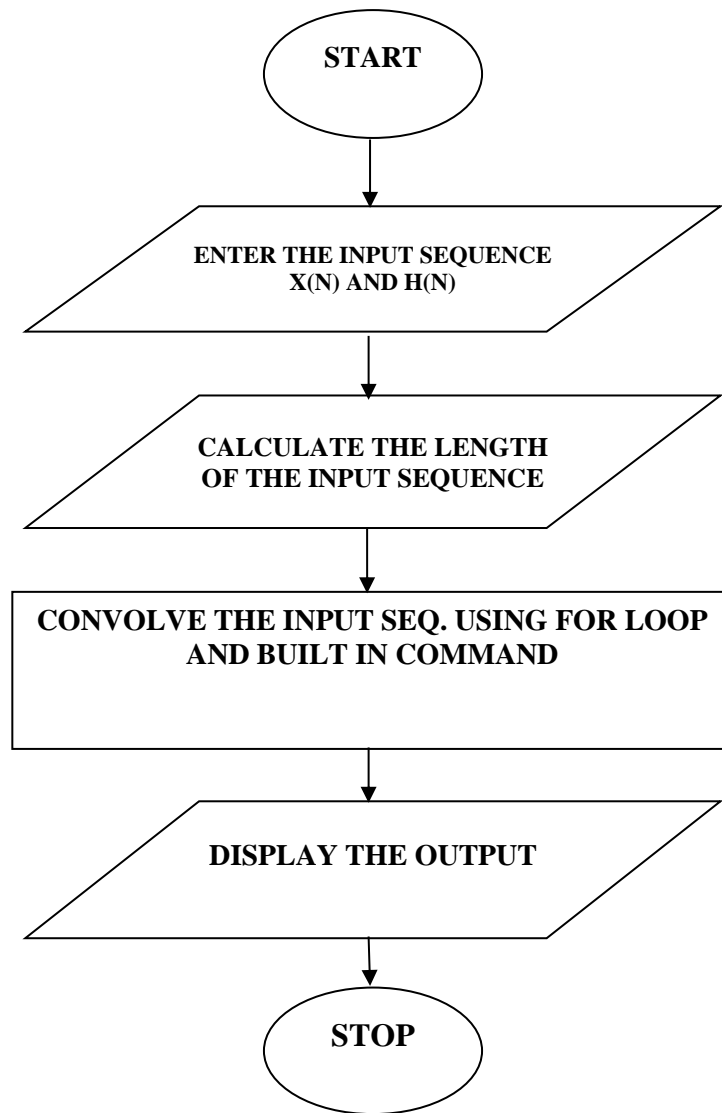 START
ENTER THE INPUT SEQUENCE
X(N) AND H(N)
CALCULATE THE LENGTH
OF THE INPUT SEQUENCE
CONVOLVE THE INPUT SEQ. USING FOR LOOP
AND BUILT IN COMMAND
DISPLAY THE OUTPUT
STOP